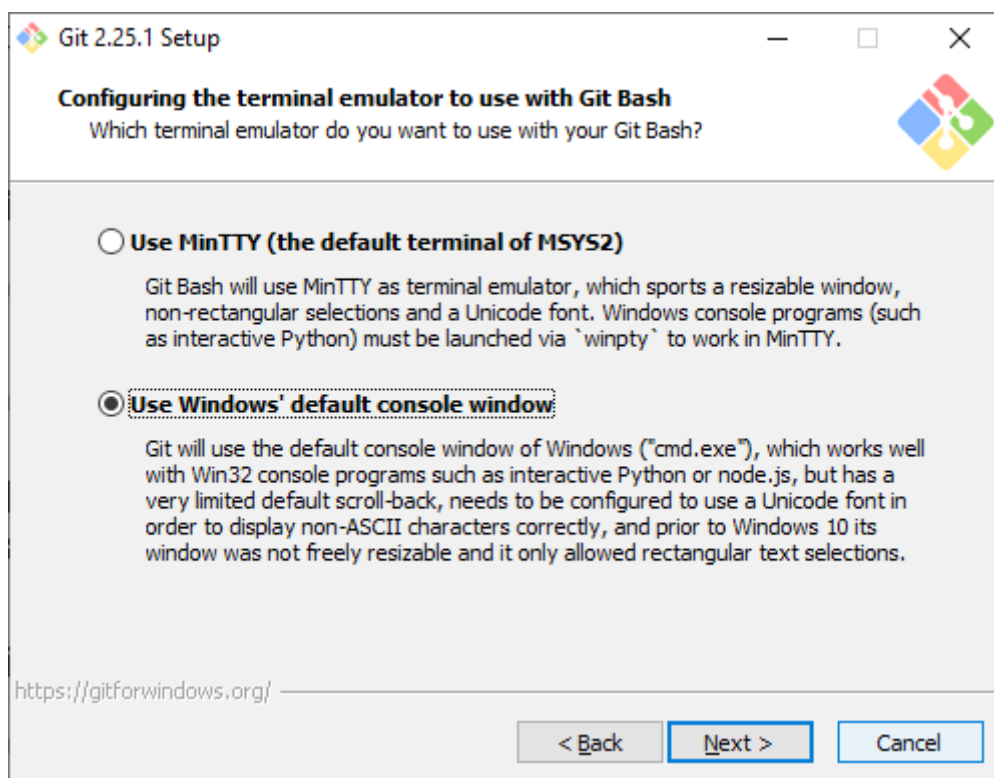 Git 2.25.1 Setup
Configuring the terminal emulator to use with Git Bash
Which terminal emulator do you want to use with your Git Bash?
Use MinTTY (the default terminal of MSYS2)
Git Bash will use MinTTY as terminal emulator, which sports a resizable window,
non-rectangular selections and a Unicode font. Windows console programs (such
as interactive Python) must be launched via `winpty` to work in MinTTY.
Use Windows' default console window
Git will use the default console window of Windows ("cmd.exe"), which works well
with Win32 console programs such as interactive Python or node.js, but has a
very limited default scroll-back, needs to be configured to use a Unicode font in
order to display non-ASCII characters correctly, and prior to Windows 10 its
window was not freely resizable and it only allowed rectangular text selections.
https://gitforwindows.org/
< Back Next > Cancel